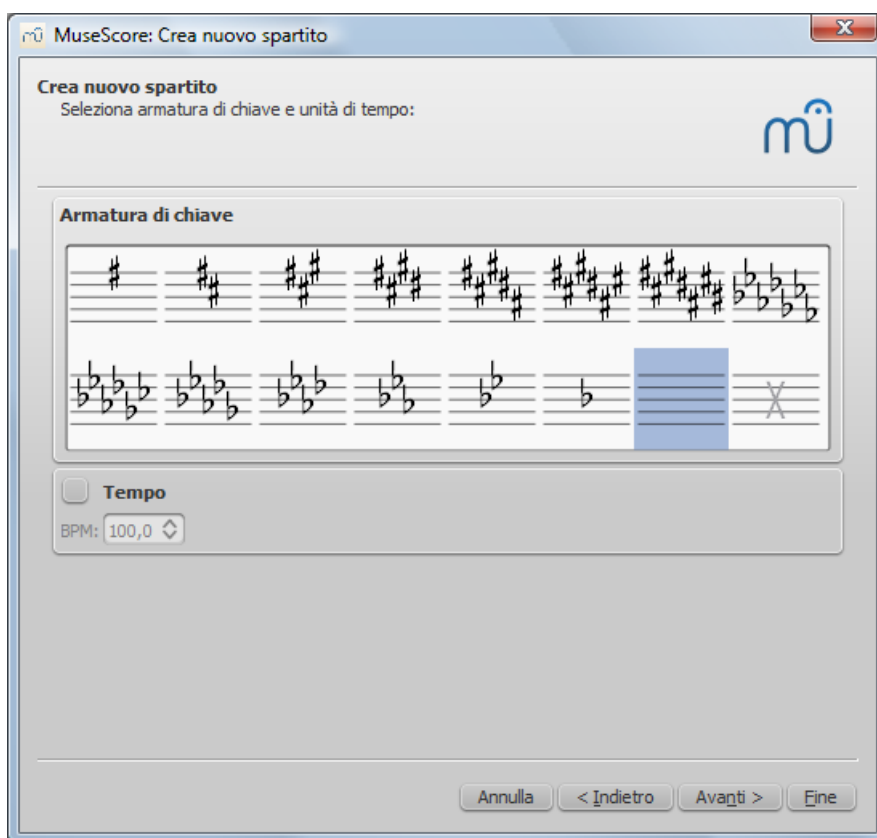 MuseScore: Crea nuovo spartito
Crea nuovo spartito
Seleziona armatura di chiave e unità di tempo:
Armatura di chiave
Tempo
BPM: 100,0
Annulla < Indietro Avanti > Fine